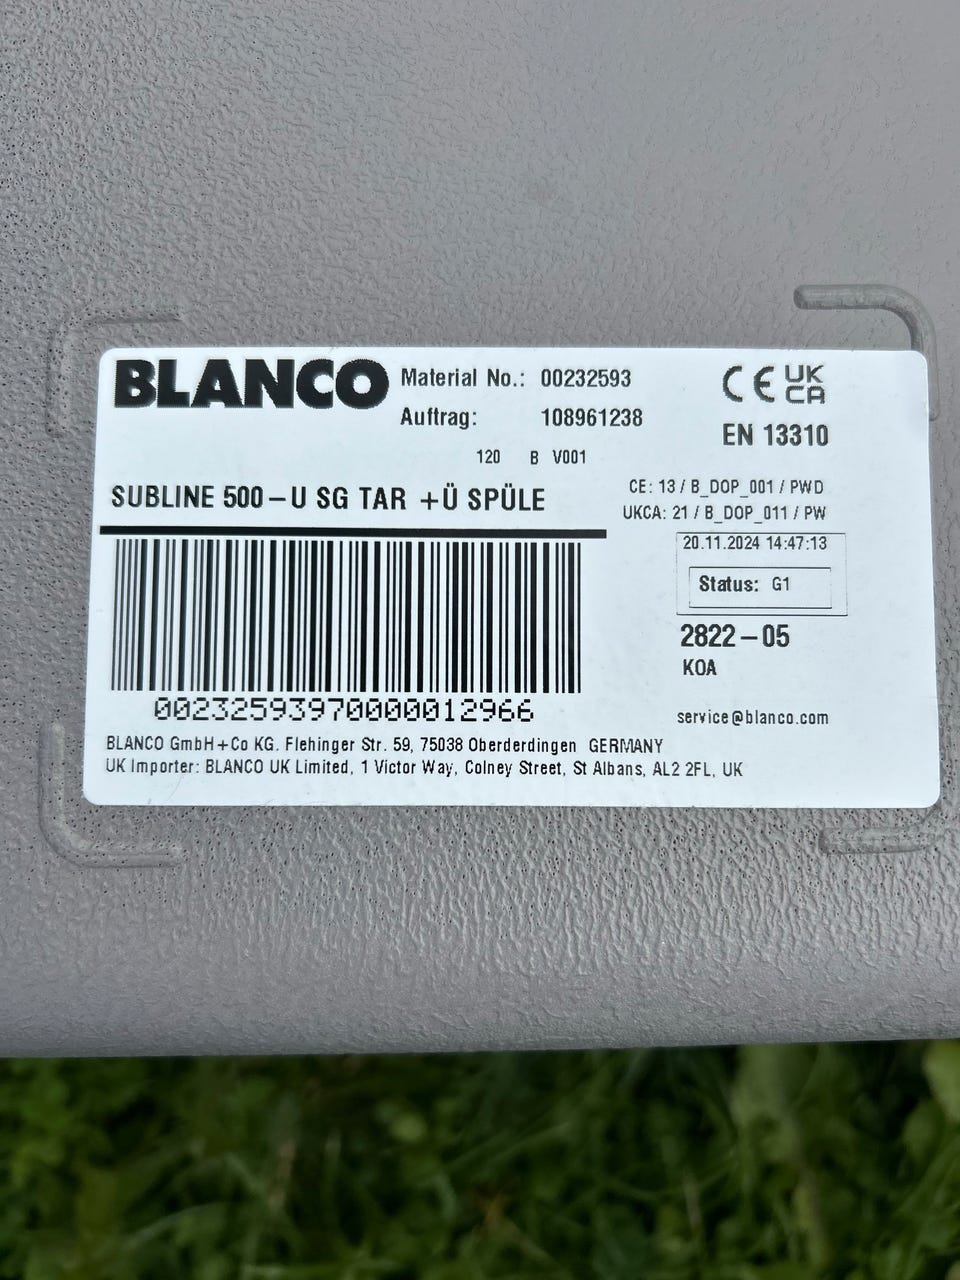 BLANCO
Material No.: 00232593
Auftrag: 108961238
120 B V001
CE UK CA
EN 13310
SUBLINE 500-U SG TAR +Ü SPÜLE
CE: 13 / B_DOP_001 / PWD
UKCA: 21 / B_DOP_011 / PW
20.11.2024 14:47:13
Status: G1
2822-05
KOA
00232593970000012966
service@blanco.com
BLANCO GmbH+Co KG. Flehinger Str. 59, 75038 Oberderdingen GERMANY
UK Importer: BLANCO UK Limited, 1 Victor Way, Colney Street, St Albans, AL2 2FL, UK